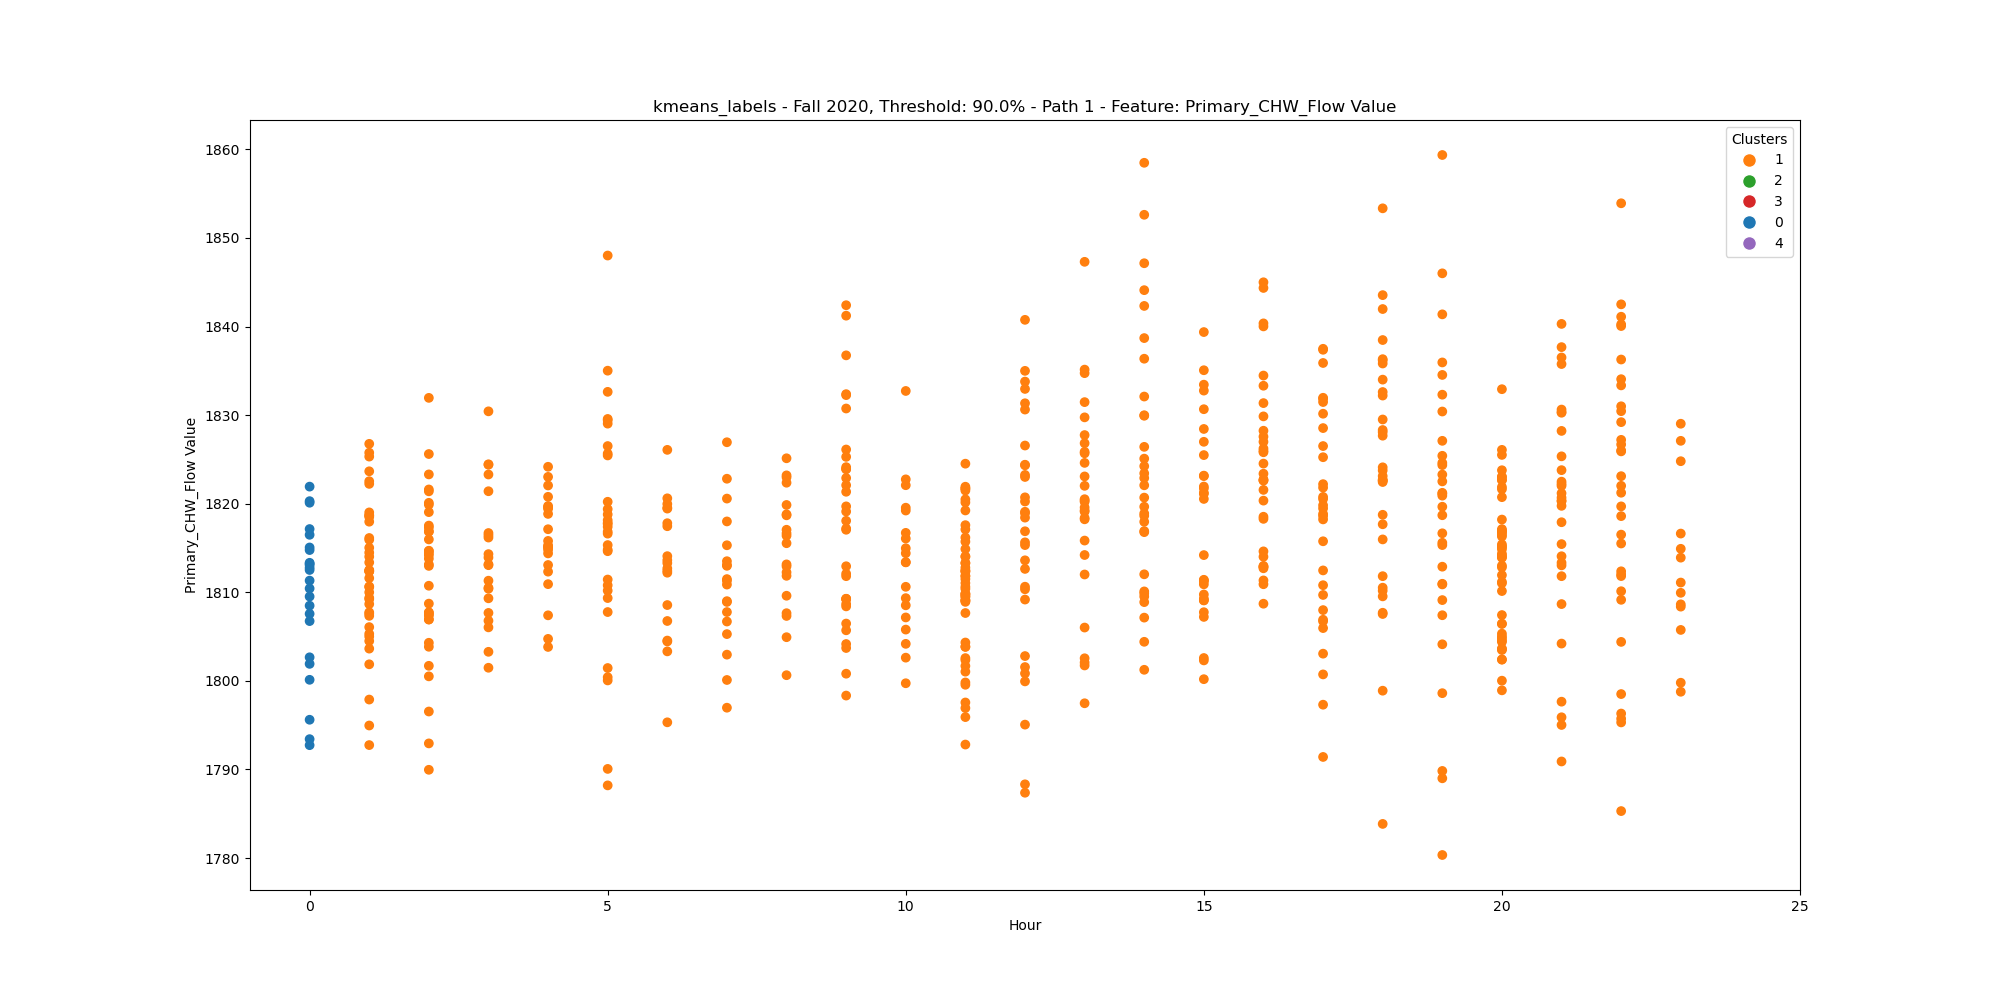 kmeans_labels - Fall 2020, Threshold: 90.0% - Path 1 - Feature: Primary_CHW_Flow Value
Clusters
1
2
3
0
4
Primary_CHW_Flow Value
1860
1850
1840
1830
1820
1810
1800
1790
1780
0 5 10 15 20 25
Hour